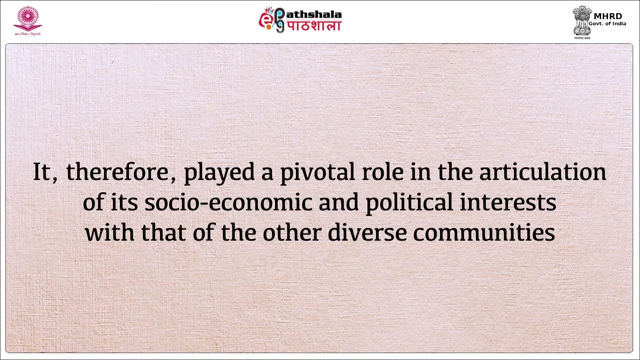 Pathshala
पाठशाला
MHRD
Govt. of India
It, therefore, played a pivotal role in the articulation
of its socio-economic and political interests
with that of the other diverse communities